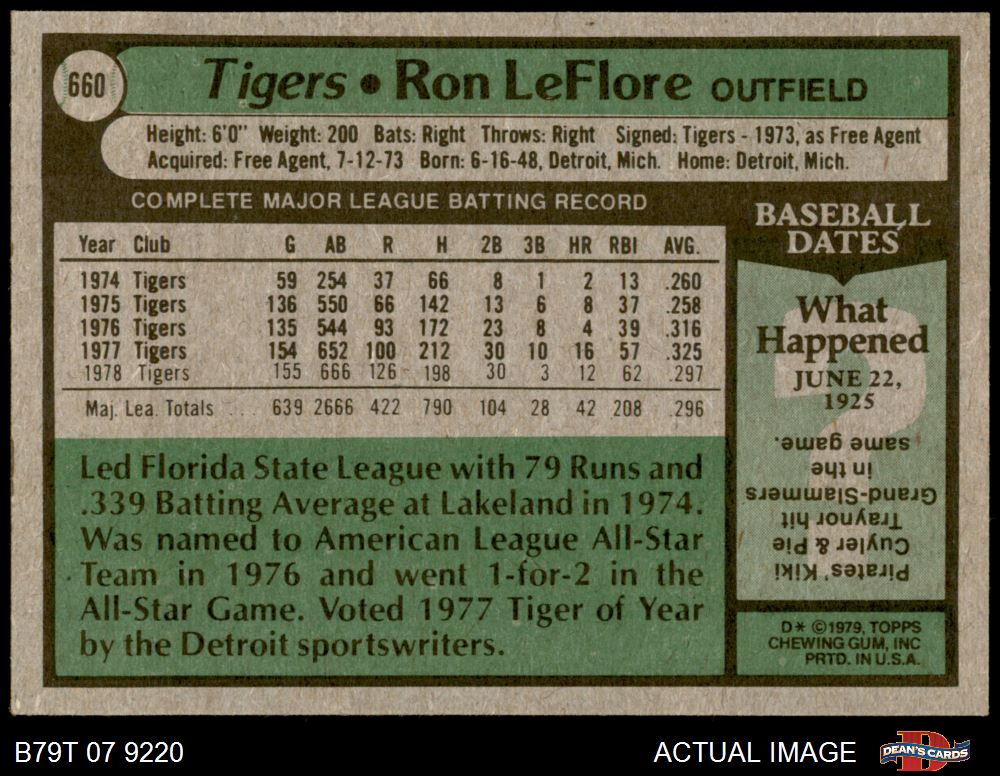 660
Tigers • Ron LeFlore OUTFIELD
Height: 6'0" Weight: 200 Bats: Right Throws: Right Signed: Tigers - 1973, as Free Agent
Acquired: Free Agent, 7-12-73 Born: 6-16-48, Detroit, Mich. Home: Detroit, Mich.
COMPLETE MAJOR LEAGUE BATTING RECORD
Year Club G AB R H 2B 3B HR RBI AVG.
1974 Tigers 59 254 37 66 8 1 2 13 .260
1975 Tigers 136 550 66 142 13 6 8 37 .258
1976 Tigers 135 544 93 172 23 8 4 39 .316
1977 Tigers 154 652 100 212 30 10 16 57 .325
1978 Tigers 155 666 126 198 30 3 12 62 .297
Maj. Lea. Totals ... 639 2666 422 790 104 28 42 208 .296
Led Florida State League with 79 Runs and
.339 Batting Average at Lakeland in 1974.
Was named to American League All-Star
Team in 1976 and went 1-for-2 in the
All-Star Game. Voted 1977 Tiger of Year
by the Detroit sportswriters.
BASEBALL
DATES
What
Happened
JUNE 22,
1925
Pirates' Kiki
Cuyler & Pie
Traynor hit
Grand-Slammers
in the
same game.
D* ©1979, TOPPS
CHEWING GUM, INC
PRTD. IN U.S.A.
B79T 07 9220
ACTUAL IMAGE
D
DEAN'S CARDS